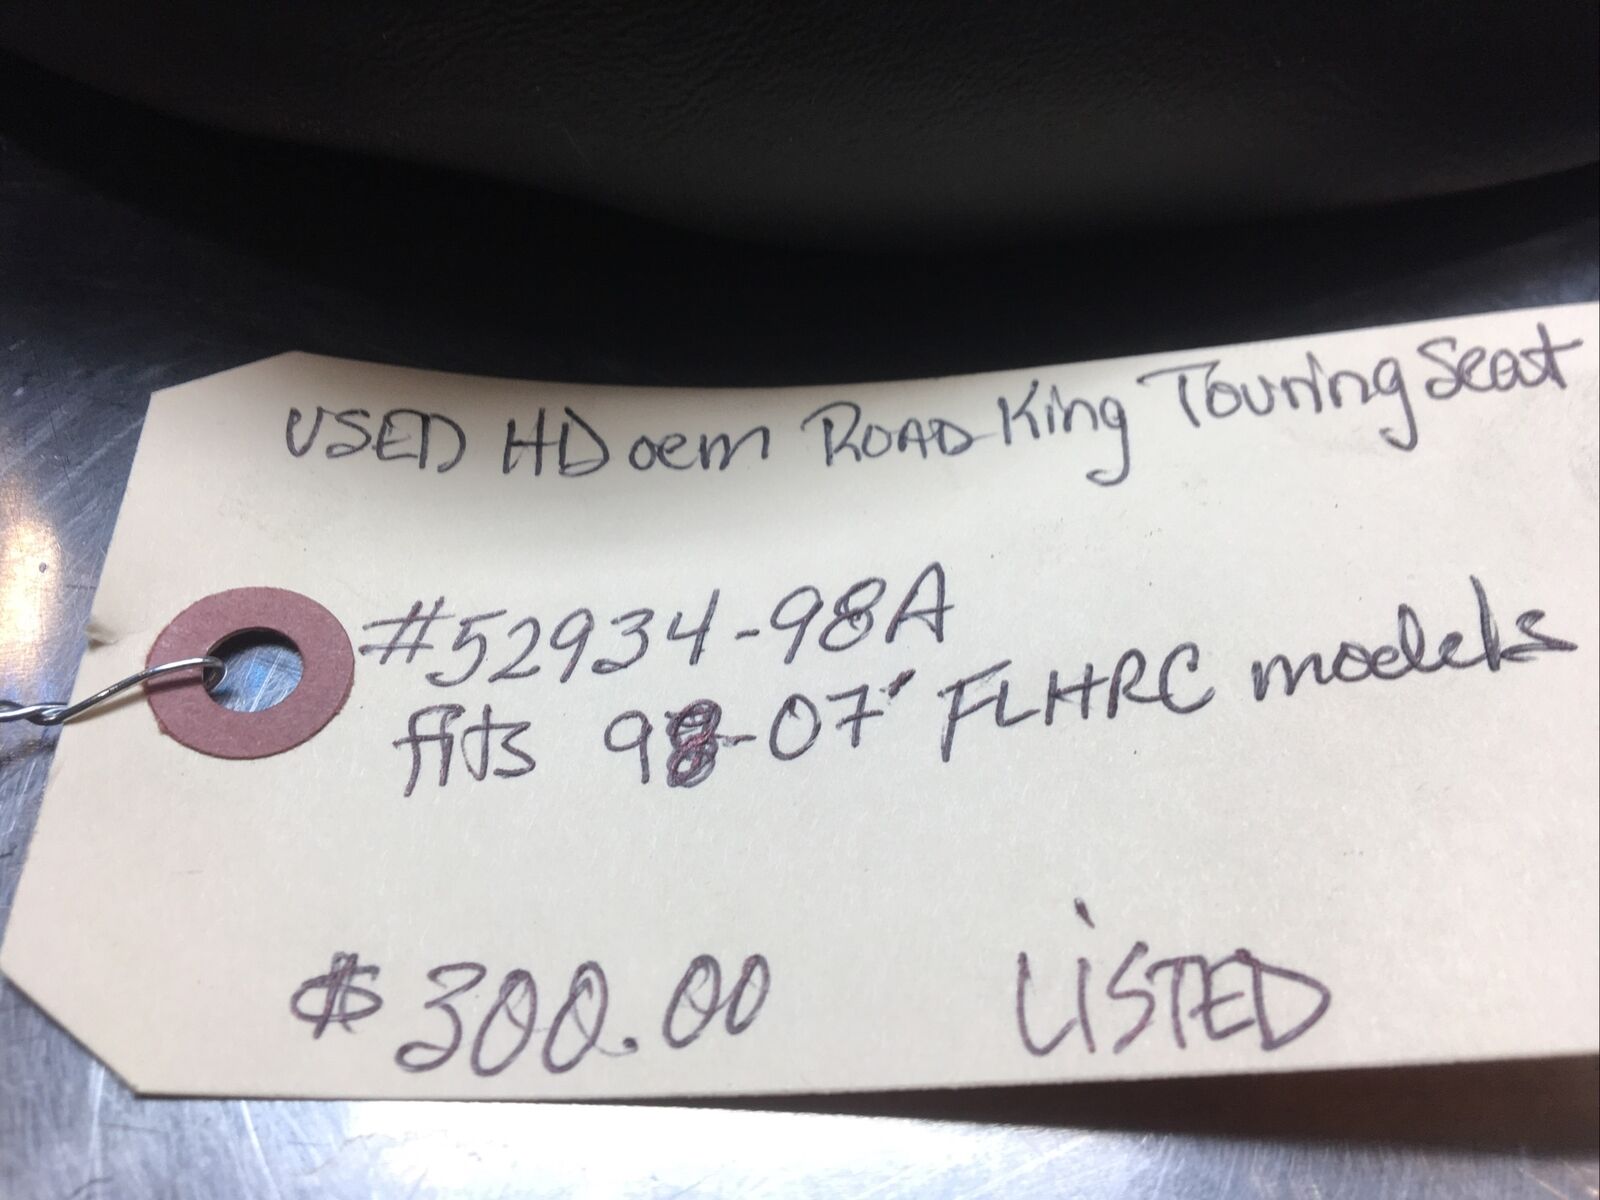 USED HD oem ROAD King Touring Seat
#52934-98A
fits 98-07' FLHRC models
$300.00 LiSTED